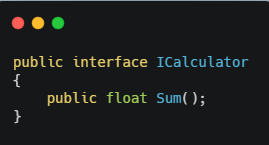 public interface ICalculator
{
    public float Sum();
}